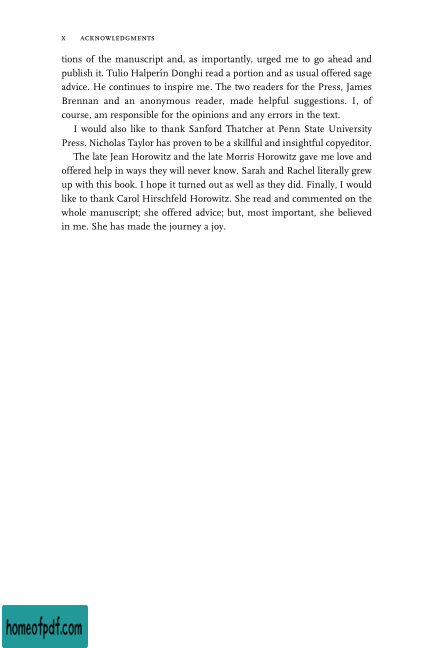 x ACKNOWLEDGMENTS
tions of the manuscript and, as importantly, urged me to go ahead and
publish it. Tulio Halperín Donghi read a portion and as usual offered sage
advice. He continues to inspire me. The two readers for the Press, James
Brennan and an anonymous reader, made helpful suggestions. I, of
course, am responsible for the opinions and any errors in the text.
I would also like to thank Sanford Thatcher at Penn State University
Press. Nicholas Taylor has proven to be a skillful and insightful copyeditor.
The late Jean Horowitz and the late Morris Horowitz gave me love and
offered help in ways they will never know. Sarah and Rachel literally grew
up with this book. I hope it turned out as well as they did. Finally, I would
like to thank Carol Hirschfeld Horowitz. She read and commented on the
whole manuscript; she offered advice; but, most important, she believed
in me. She has made the journey a joy.
homeofpdf.com